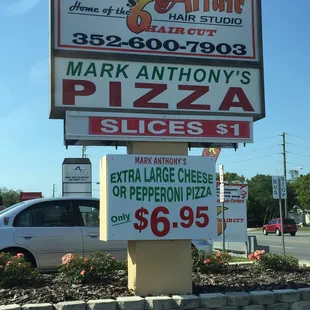 Home of the
6
HAIR STUDIO
HAIR CUT
352-600-7903
MARK ANTHONY'S
PIZZA
SLICES $1
MARK ANTHONY'S
EXTRA LARGE CHEESE
OR PEPPERONI PIZZA
Only $6.95